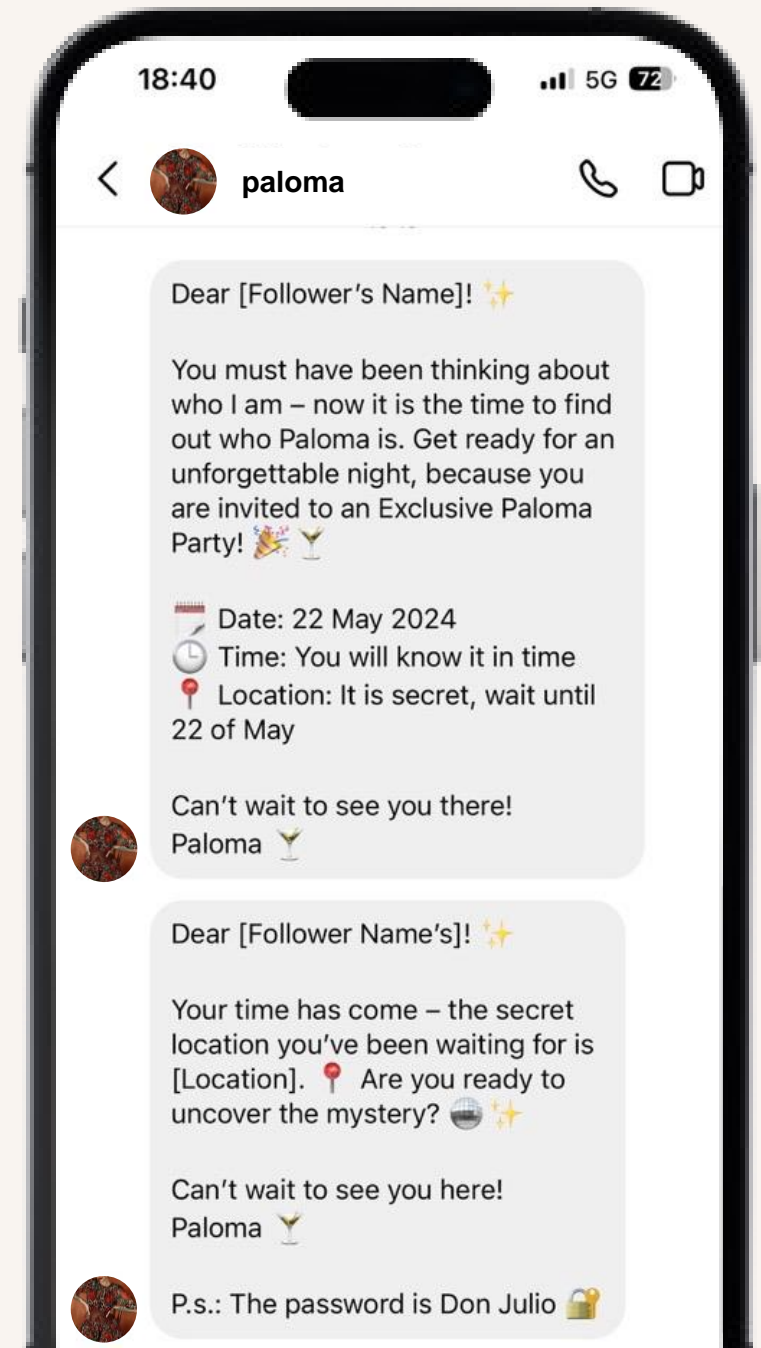 18:40
5G 72
paloma
Dear [Follower's Name]! ✨
You must have been thinking about
who I am – now it is the time to find
out who Paloma is. Get ready for an
unforgettable night, because you
are invited to an Exclusive Paloma
Party! 🎉 🍸
🗓️ Date: 22 May 2024
🕒 Time: You will know it in time
📍 Location: It is secret, wait until
22 of May
Can't wait to see you there!
Paloma 🍸
Dear [Follower Name's]! ✨
Your time has come – the secret
location you've been waiting for is
[Location]. 📍 Are you ready to
uncover the mystery? 🪩 ✨
Can't wait to see you here!
Paloma 🍸
P.s.: The password is Don Julio 🔐